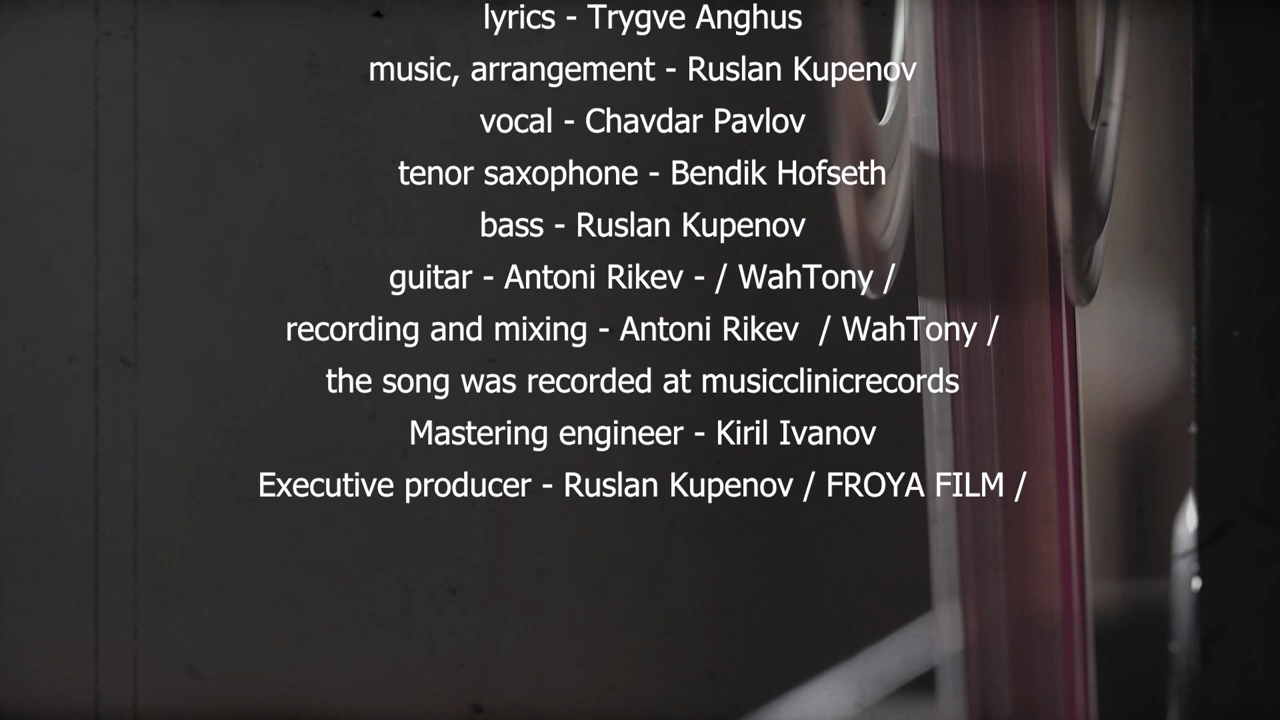 lyrics - Trygve Anghus
music, arrangement - Ruslan Kupenov
vocal - Chavdar Pavlov
tenor saxophone - Bendik Hofseth
bass - Ruslan Kupenov
guitar - Antoni Rikev - / WahTony /
recording and mixing - Antoni Rikev / WahTony /
the song was recorded at musicclinicrecords
Mastering engineer - Kiril Ivanov
Executive producer - Ruslan Kupenov / FROYA FILM /